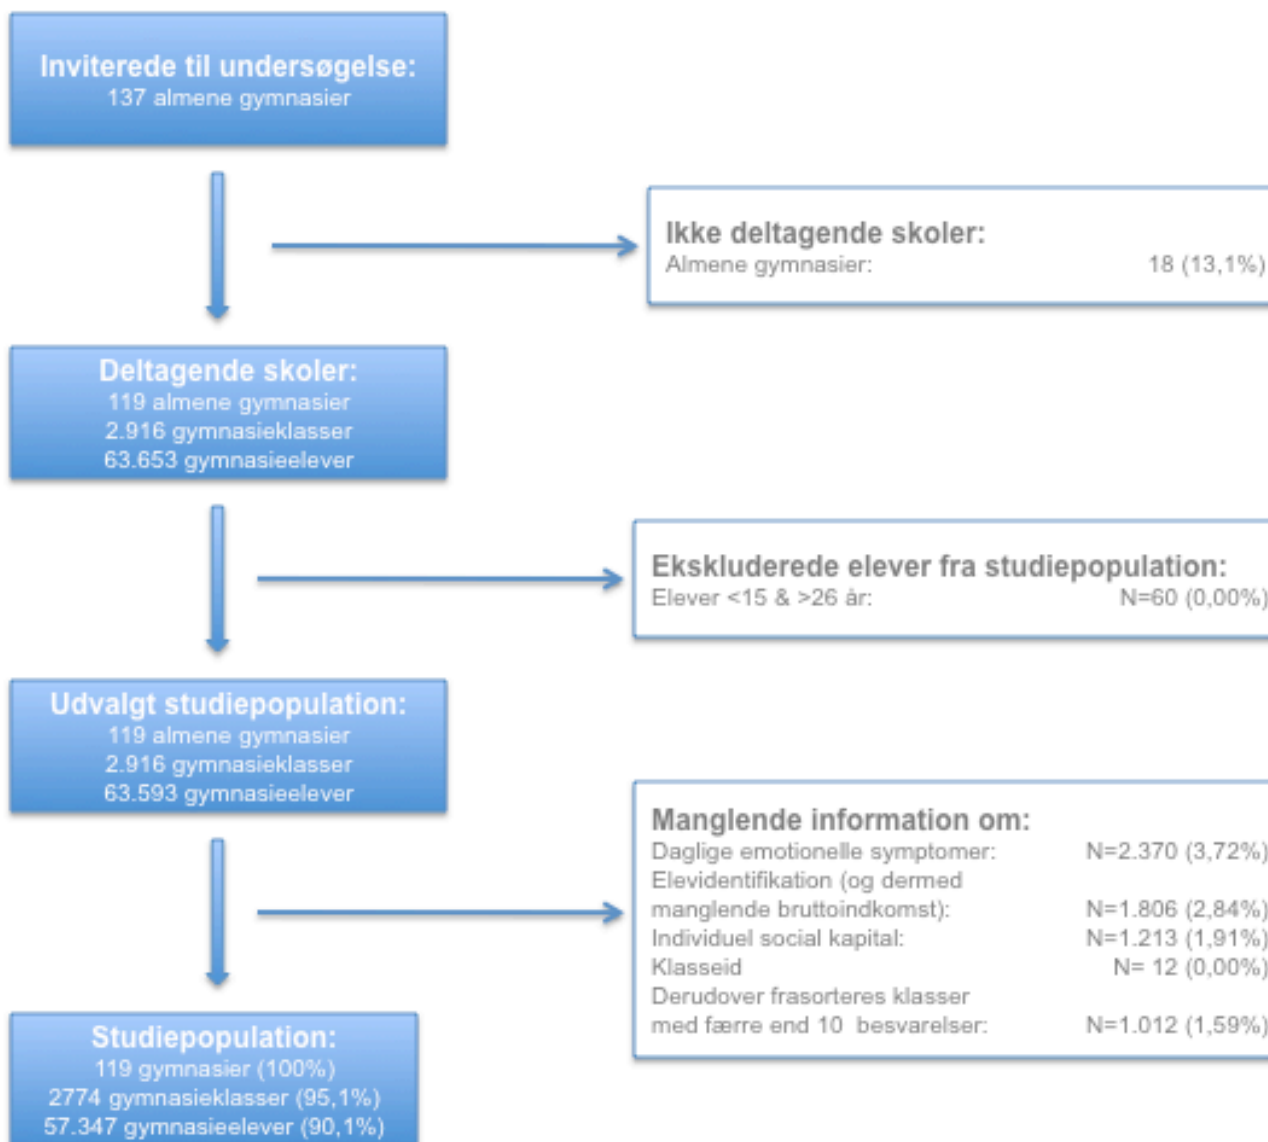 Inviterede til undersøgelse:
137 almene gymnasier
Ikke deltagende skoler:
Almene gymnasier: 18 (13,1%)
Deltagende skoler:
119 almene gymnasier
2.916 gymnasieklasser
63.653 gymnasieelever
Ekskluderede elever fra studiepopulation:
Elever <15 & >26 år: N=60 (0,00%)
Udvalgt studiepopulation:
119 almene gymnasier
2.916 gymnasieklasser
63.593 gymnasieelever
Manglende information om:
Daglige emotionelle symptomer: N=2.370 (3,72%)
Elevidentifikation (og dermed
manglende bruttoindkomst): N=1.806 (2,84%)
Individuel social kapital: N=1.213 (1,91%)
Klasseid N= 12 (0,00%)
Derudover frasorteres klasser
med færre end 10 besvarelser: N=1.012 (1,59%)
Studiepopulation:
119 gymnasier (100%)
2774 gymnasieklasser (95,1%)
57.347 gymnasieelever (90,1%)